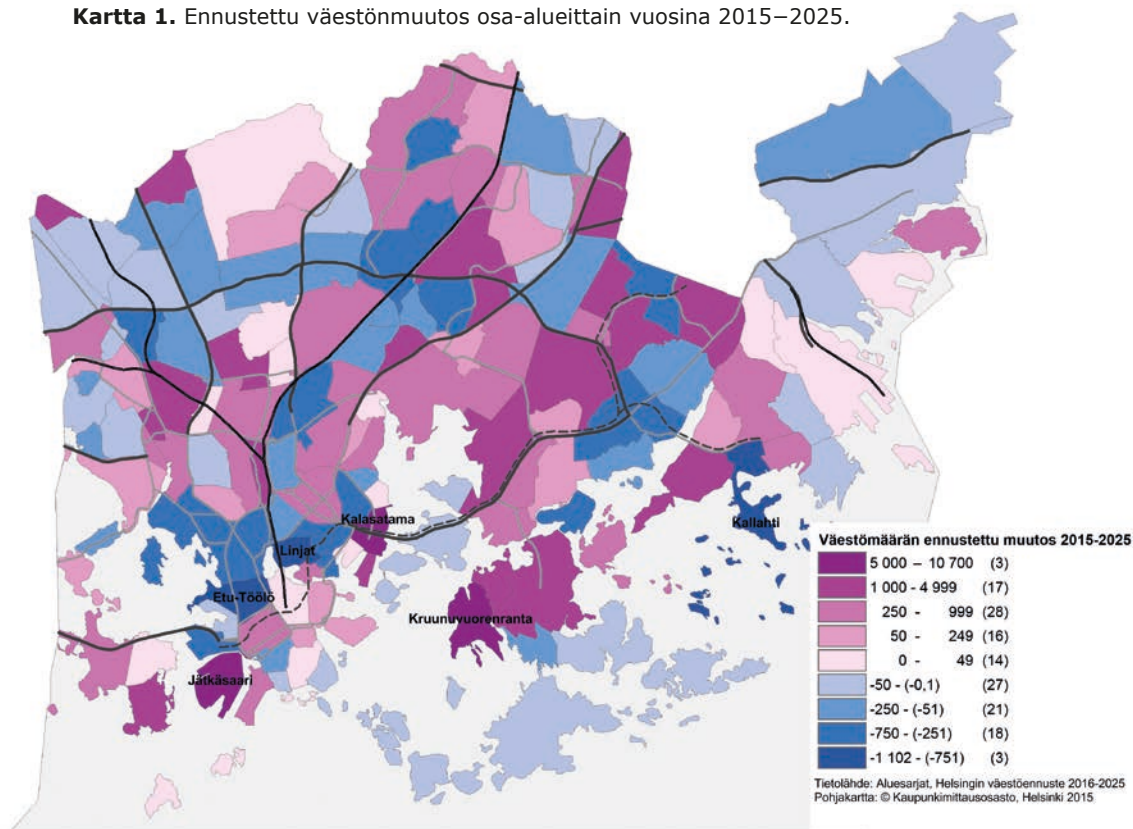 Kartta 1. Ennustettu väestönmuutos osa-alueittain vuosina 2015−2025.
Kalasatama
Linjat
Kallahti
Etu-Töölö
Kruunuvuorenranta
Jätkäsaari
Väestömäärän ennustettu muutos 2015-2025
5 000 – 10 700 (3)
1 000 - 4 999 (17)
250 - 999 (28)
50 - 249 (16)
0 - 49 (14)
-50 - (-0,1) (27)
-250 - (-51) (21)
-750 - (-251) (18)
-1 102 - (-751) (3)
Tietolähde: Aluesarjat, Helsingin väestöennuste 2016-2025
Pohjakartta: © Kaupunkimittausosasto, Helsinki 2015